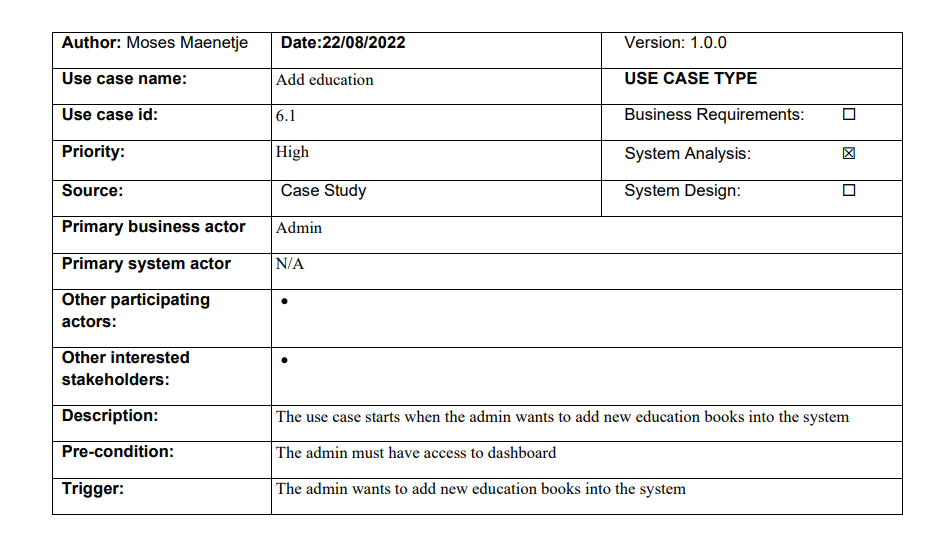 Author: Moses Maenetje Date:22/08/2022 Version: 1.0.0
Use case name: Add education USE CASE TYPE
Use case id: 6.1 Business Requirements: ☐
Priority: High System Analysis: ☒
Source: Case Study System Design: ☐
Primary business actor Admin
Primary system actor N/A
Other participating •
actors:
Other interested •
stakeholders:
Description: The use case starts when the admin wants to add new education books into the system
Pre-condition: The admin must have access to dashboard
Trigger: The admin wants to add new education books into the system